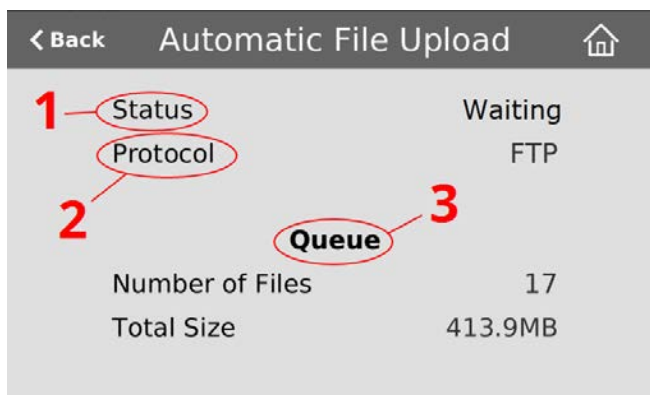 Back Automatic File Upload
1 Status Waiting
Protocol FTP
2
3
Queue
Number of Files 17
Total Size 413.9MB